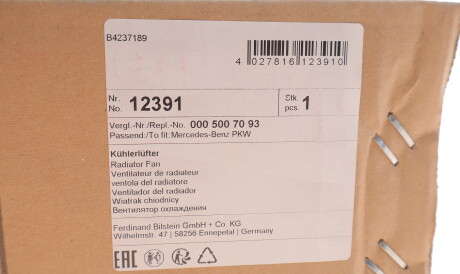 B4237189
4 027816 123910
Nr. No. 12391 Stk pcs. 1
Vergl.-Nr./Repl.-No. 000 500 70 93
Passend:/To fit: Mercedes-Benz PKW
Kühlerlüfter
Radiator Fan
Ventilateur de radiateur
ventola del radiatore
Ventilador del radiador
Wiatrak chłodnicy
Вентилятор охлаждения
Ferdinand Bilstein GmbH + Co. KG
Wilhelmstr. 47 | 58256 Ennepetal | Germany
EAC